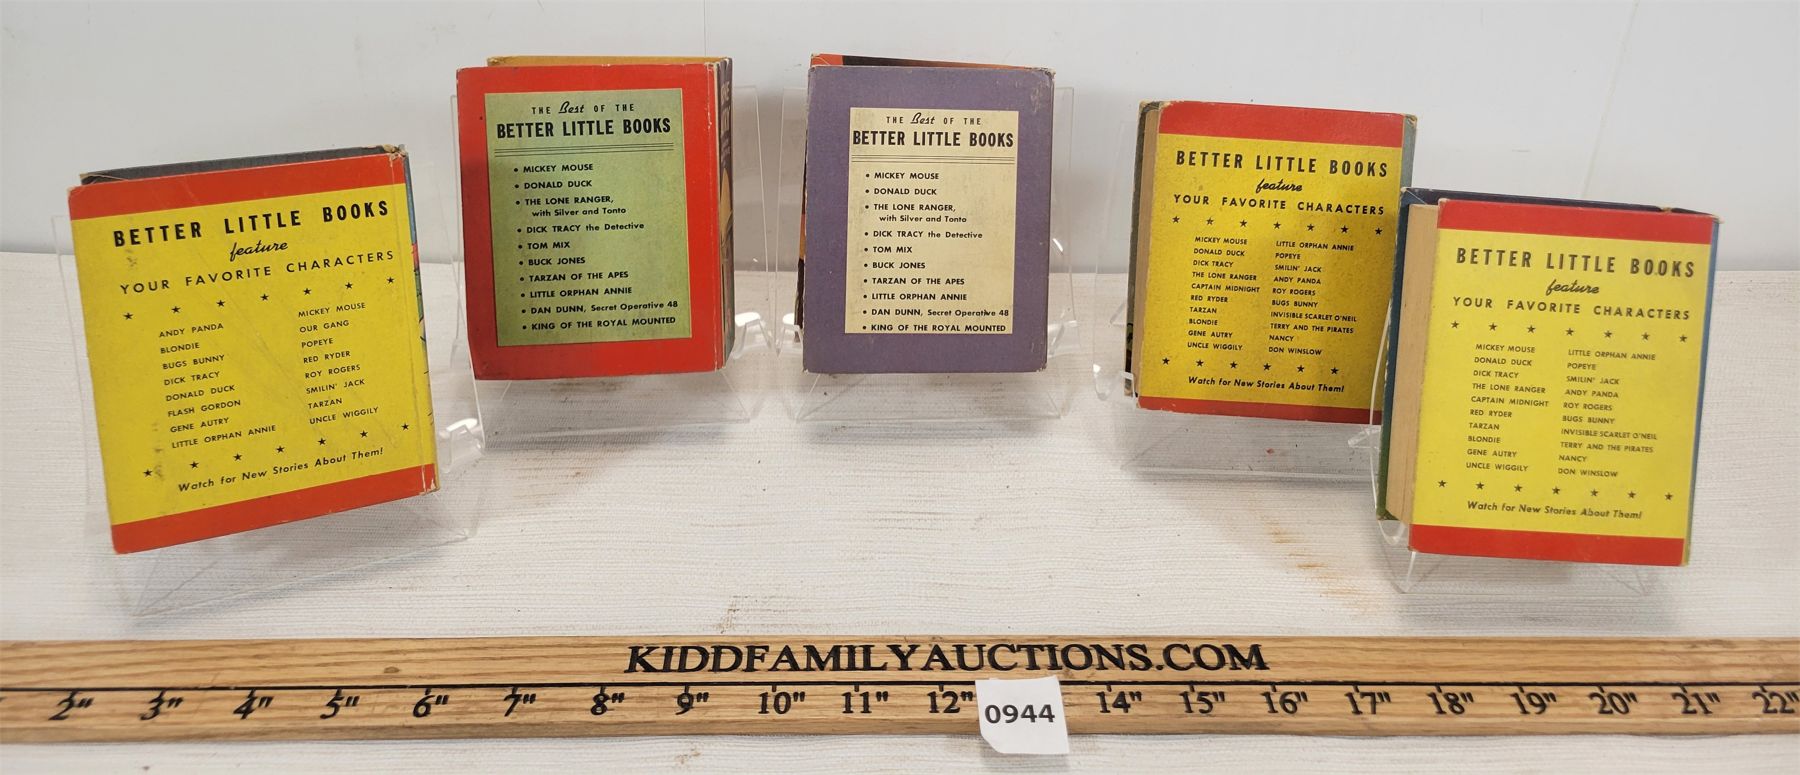 BETTER LITTLE BOOKS
feature
YOUR FAVORITE CHARACTERS
ANDY PANDA
BLONDIE
BUGS BUNNY
DICK TRACY
DONALD DUCK
FLASH GORDON
GENE AUTRY
LITTLE ORPHAN ANNIE
MICKEY MOUSE
OUR GANG
POPEYE
RED RYDER
ROY ROGERS
SMILIN' JACK
TARZAN
UNCLE WIGGILY
Watch for New Stories About Them!
THE Best OF THE
BETTER LITTLE BOOKS
• MICKEY MOUSE
• DONALD DUCK
• THE LONE RANGER,
with Silver and Tonto
• DICK TRACY the Detective
• TOM MIX
• BUCK JONES
• TARZAN OF THE APES
• LITTLE ORPHAN ANNIE
• DAN DUNN, Secret Operative 48
• KING OF THE ROYAL MOUNTED
THE Best OF THE
BETTER LITTLE BOOKS
• MICKEY MOUSE
• DONALD DUCK
• THE LONE RANGER,
with Silver and Tonto
• DICK TRACY the Detective
• TOM MIX
• BUCK JONES
• TARZAN OF THE APES
• LITTLE ORPHAN ANNIE
• DAN DUNN, Secret Operative 48
• KING OF THE ROYAL MOUNTED
BETTER LITTLE BOOKS
feature
YOUR FAVORITE CHARACTERS
MICKEY MOUSE
DONALD DUCK
DICK TRACY
THE LONE RANGER
CAPTAIN MIDNIGHT
RED RYDER
TARZAN
BLONDIE
GENE AUTRY
UNCLE WIGGILY
LITTLE ORPHAN ANNIE
POPEYE
SMILIN' JACK
ANDY PANDA
ROY ROGERS
BUGS BUNNY
INVISIBLE SCARLET O'NEIL
TERRY AND THE PIRATES
NANCY
DON WINSLOW
Watch for New Stories About Them!
BETTER LITTLE BOOKS
feature
YOUR FAVORITE CHARACTERS
MICKEY MOUSE
DONALD DUCK
DICK TRACY
THE LONE RANGER
CAPTAIN MIDNIGHT
RED RYDER
TARZAN
BLONDIE
GENE AUTRY
UNCLE WIGGILY
LITTLE ORPHAN ANNIE
POPEYE
SMILIN' JACK
ANDY PANDA
ROY ROGERS
BUGS BUNNY
INVISIBLE SCARLET O'NEIL
TERRY AND THE PIRATES
NANCY
DON WINSLOW
Watch for New Stories About Them!
KIDDFAMILYAUCTIONS.COM
2" 3" 4" 5" 6" 7" 8" 9" 10" 11" 12" 14" 15" 16" 17" 18" 19" 20" 21" 22"
0944